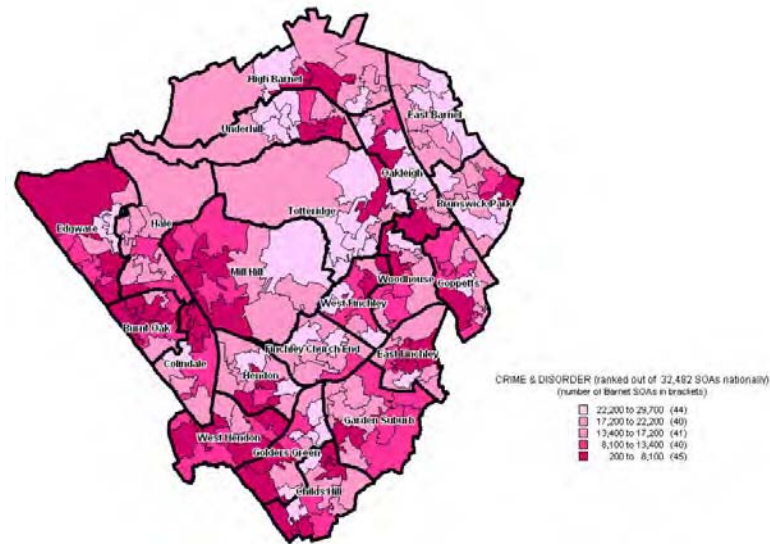 High Barnet
East Barnet
Underhill
Oakleigh
Brunswick Park
Totteridge
Edgware
Hale
Mill Hill
Woodhouse
Coppetts
West Finchley
Burnt Oak
Finchley Church End
East Finchley
Colindale
Hendon
CRIME & DISORDER (ranked out of 32,482 SOAs nationally)
(number of Barnet SOAs in brackets)
22,200 to 29,700 (44)
17,200 to 22,200 (40)
13,400 to 17,200 (41)
8,100 to 13,400 (40)
200 to 8,100 (45)
Garden Suburb
West Hendon
Golders Green
Childs Hill